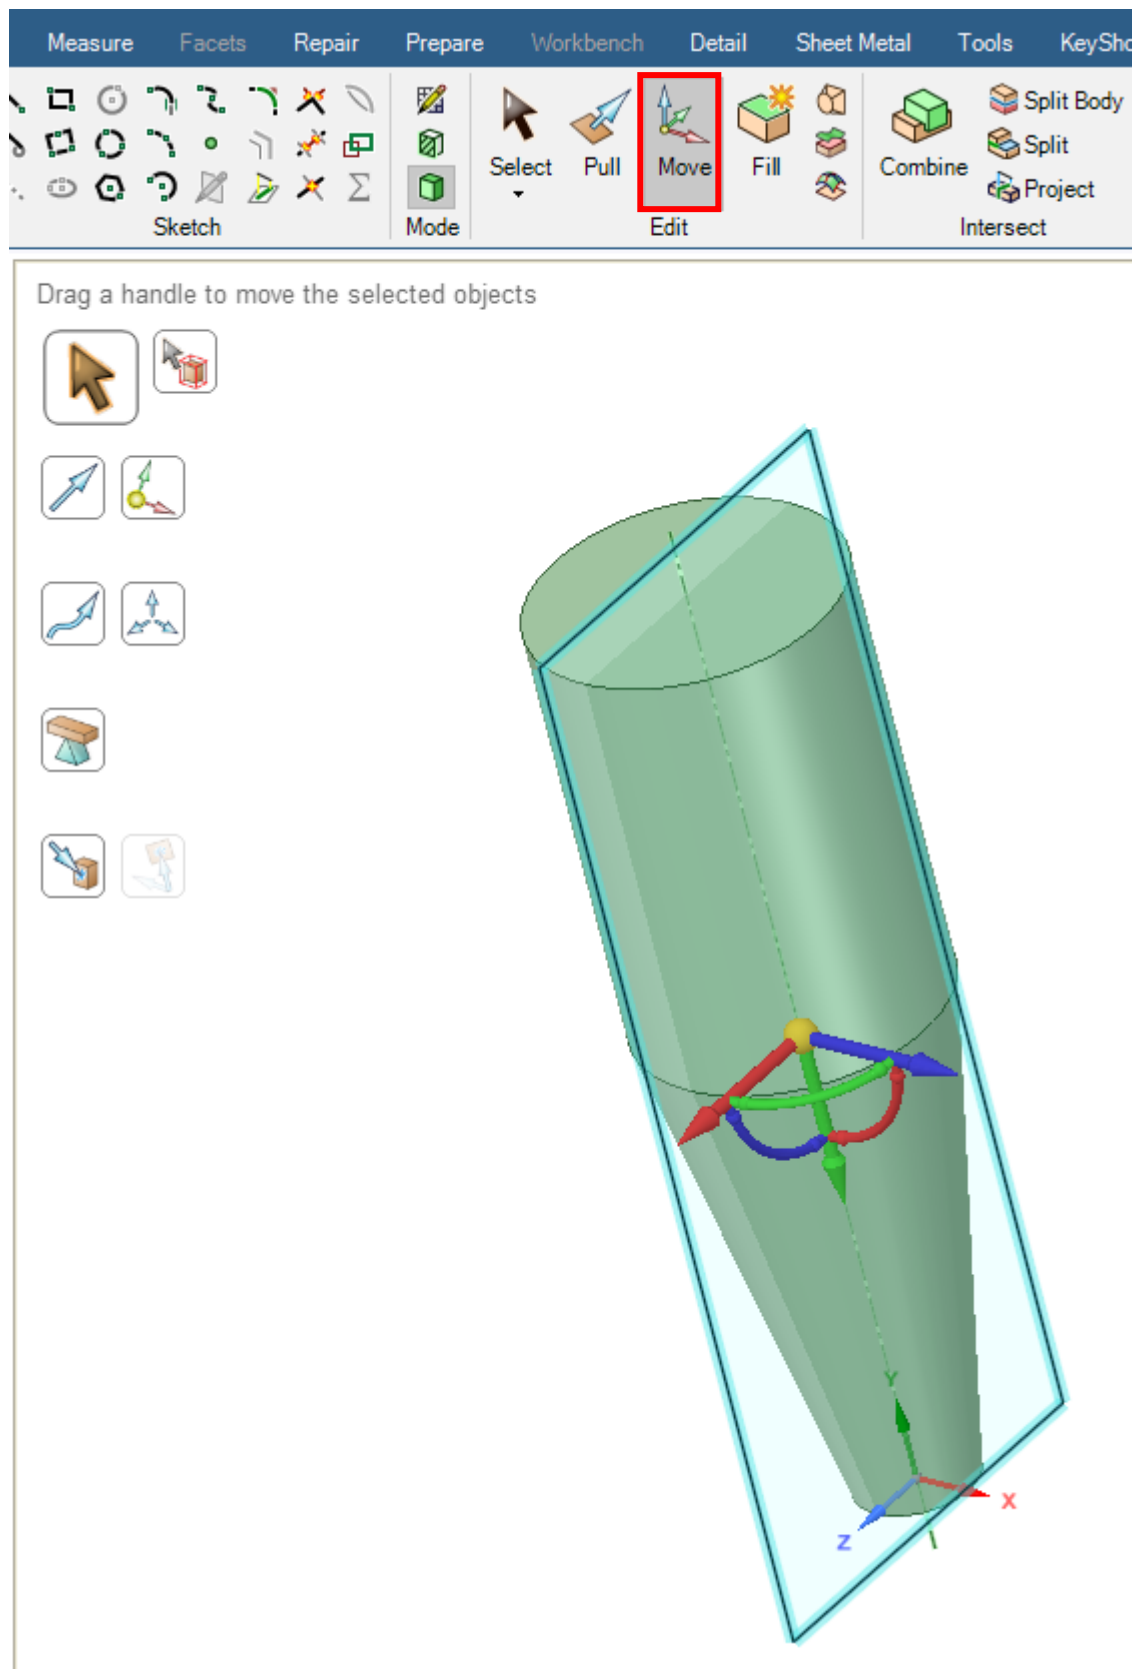 Measure Facets Repair Prepare Workbench Detail Sheet Metal Tools KeySho
Select Pull Move Fill Combine Split Body
Split
Project
Sketch Mode Edit Intersect
Drag a handle to move the selected objects
Y
X
Z